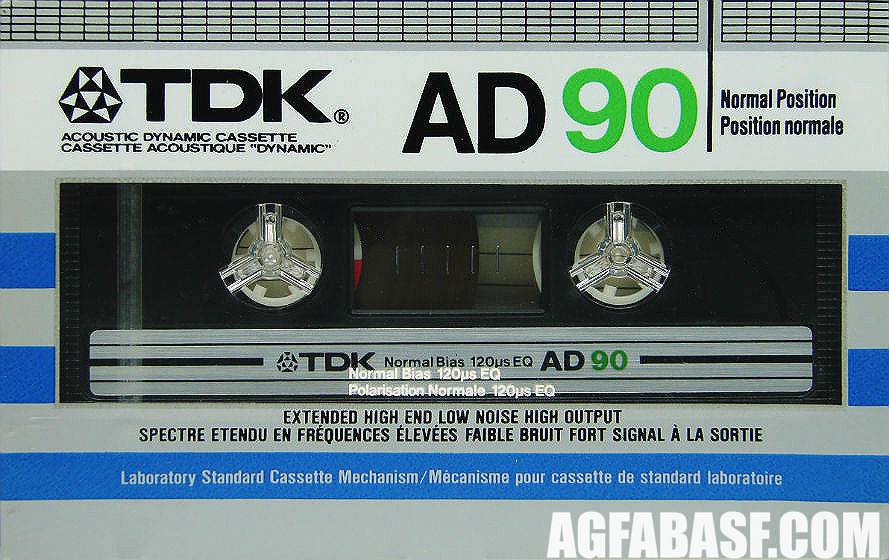 TDK®
ACOUSTIC DYNAMIC CASSETTE
CASSETTE ACOUSTIQUE "DYNAMIC"
AD 90
Normal Position
Position normale
TDK Normal Bias 120µs EQ AD 90
Normal Bias 120µs EQ
Polarisation Normale 120µs EQ
EXTENDED HIGH END LOW NOISE HIGH OUTPUT
SPECTRE ETENDU EN FRÉQUENCES ÉLEVÉES FAIBLE BRUIT FORT SIGNAL À LA SORTIE
Laboratory Standard Cassette Mechanism/Mécanisme pour cassette de standard laboratoire
AGFABASF.COM